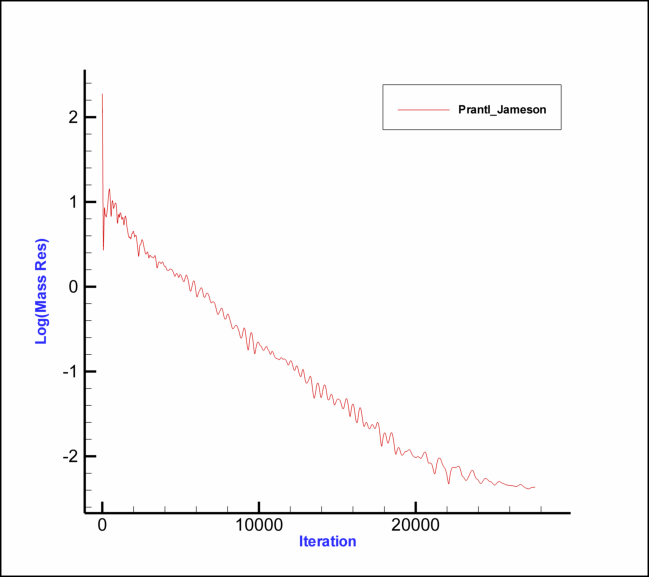 Prantl_Jameson
2
1
0
-1
-2
Log(Mass Res)
0 10000 20000
Iteration